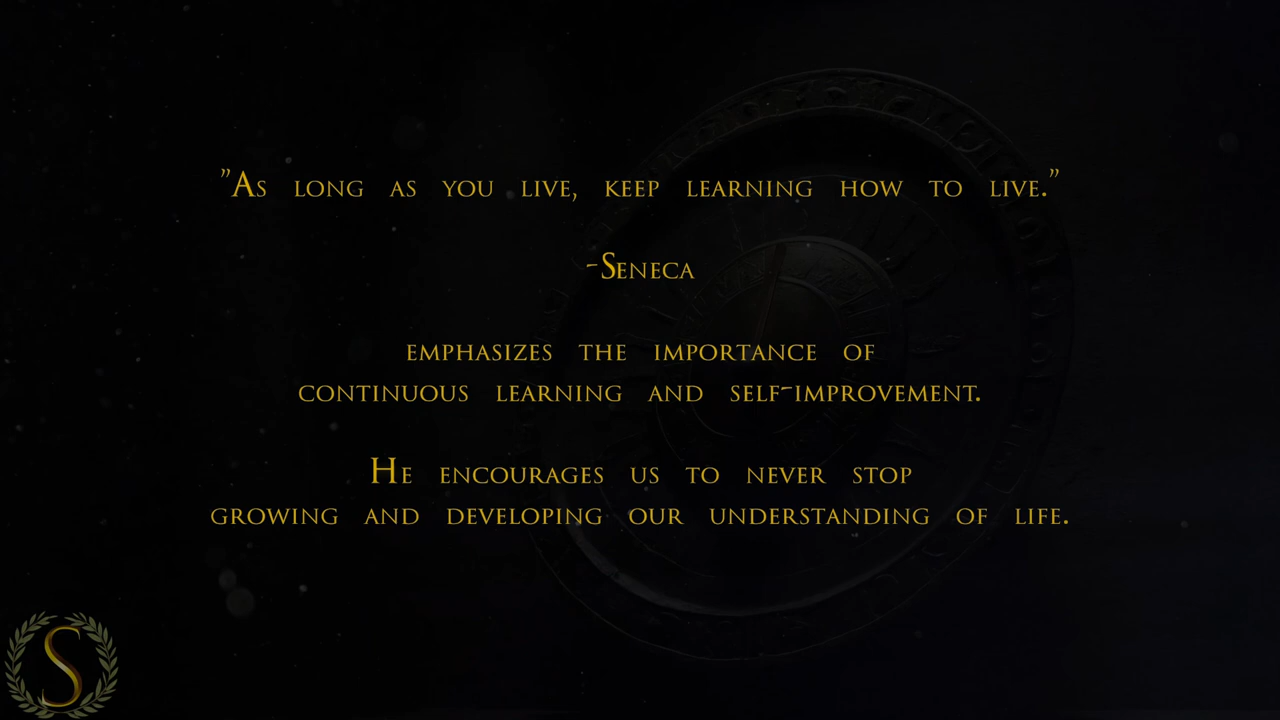 "As long as you live, keep learning how to live."
-Seneca
emphasizes the importance of
continuous learning and self-improvement.
He encourages us to never stop
growing and developing our understanding of life.
S